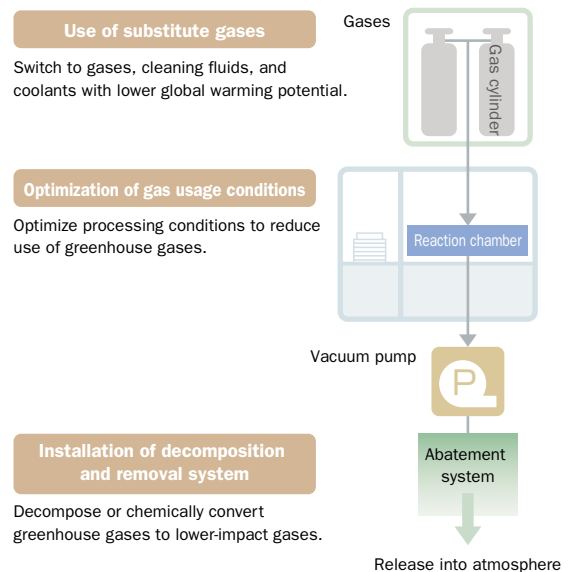 Use of substitute gases
Switch to gases, cleaning fluids, and
coolants with lower global warming potential.
Gases
Gas cylinder
Optimization of gas usage conditions
Optimize processing conditions to reduce
use of greenhouse gases.
Reaction chamber
Vacuum pump
P
Installation of decomposition
and removal system
Decompose or chemically convert
greenhouse gases to lower-impact gases.
Abatement
system
Release into atmosphere